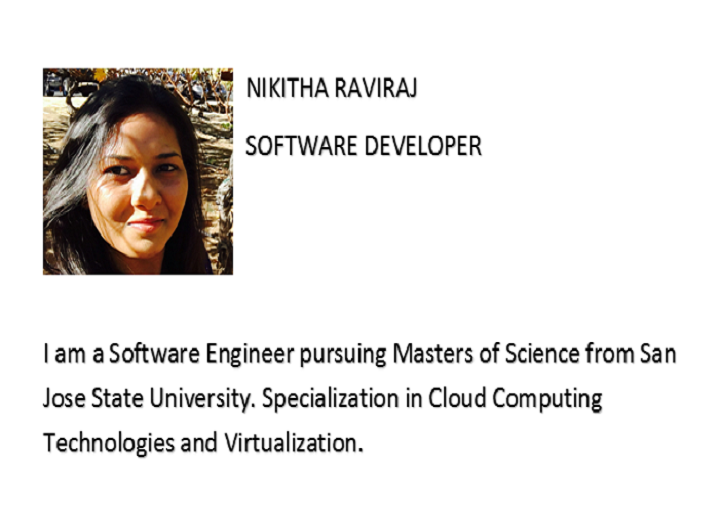 NIKITHA RAVIRAJ
SOFTWARE DEVELOPER
I am a Software Engineer pursuing Masters of Science from San
Jose State University. Specialization in Cloud Computing
Technologies and Virtualization.